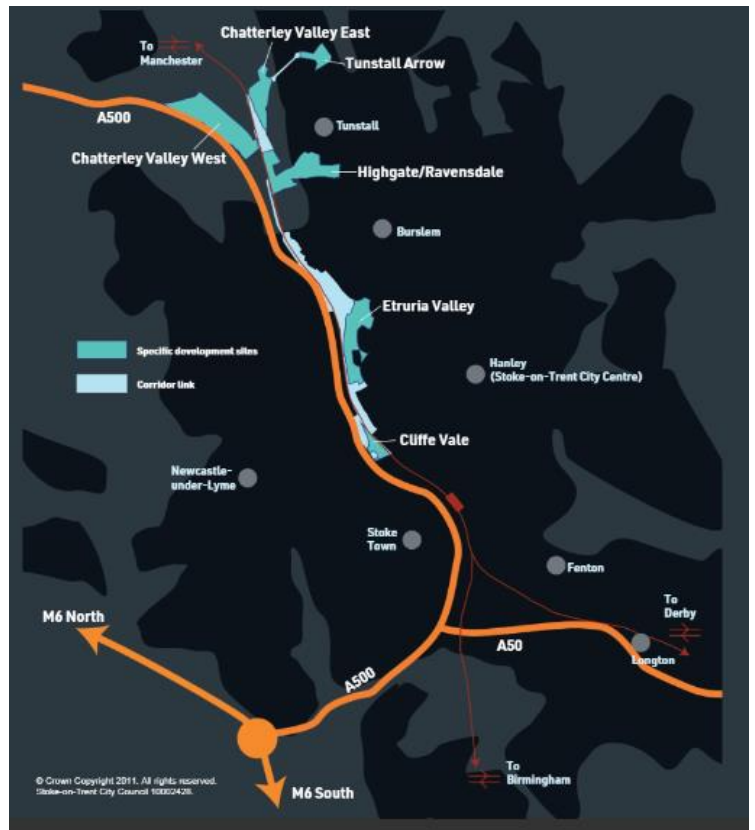 Chatterley Valley East
To
Manchester
Tunstall Arrow
A500
Tunstall
Chatterley Valley West
Highgate/Ravensdale
Burslem
Etruria Valley
Specific development sites
Corridor link
Hanley
(Stoke-on-Trent City Centre)
Cliffe Vale
Newcastle-
under-Lyme
Stoke
Town
Fenton
To
Derby
M6 North
A50
Longton
A500
To
Birmingham
© Crown Copyright 2011. All rights reserved.
Stoke-on-Trent City Council 10002428.
M6 South